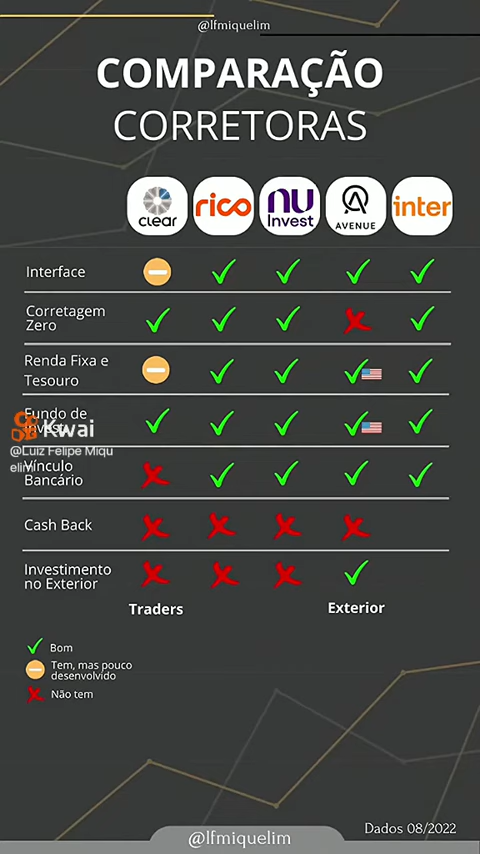 @lfmiquelim
COMPARAÇÃO
CORRETORAS
clear
rico
nu
invest
AVENUE
inter
Interface
Corretagem
Zero
Renda Fixa e
Tesouro
Fundo de
Kwai
@Luiz Felipe Miqu
elim
Vínculo
Bancário
Cash Back
Investimento
no Exterior
Traders
Exterior
Bom
Tem, mas pouco
desenvolvido
Não tem
Dados 08/2022
@lfmiquelim